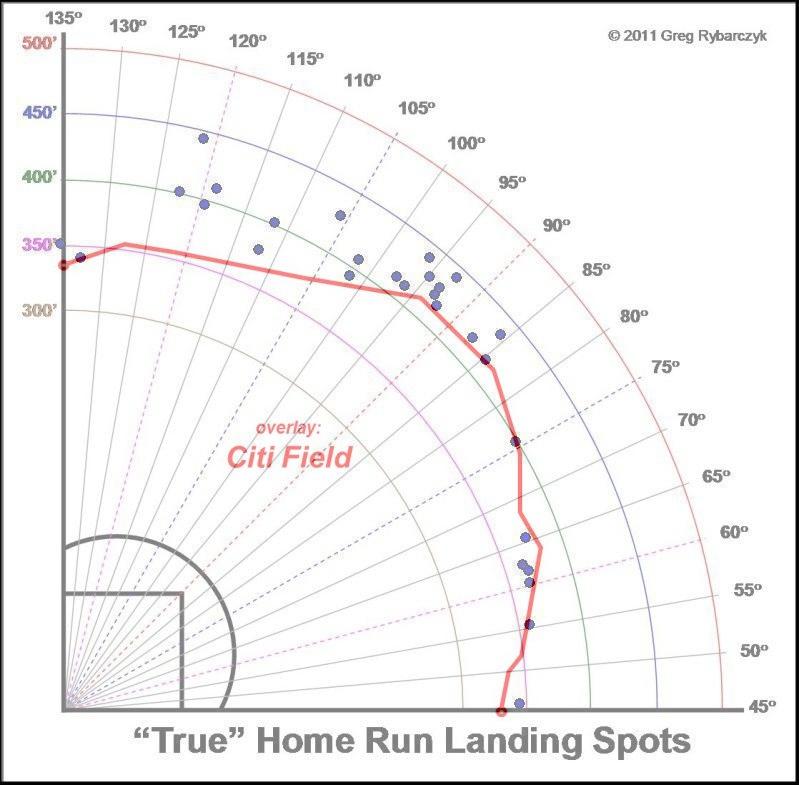 135º
130º
125º
120º
115º
110º
105º
100º
95º
90º
85º
80º
75º
70º
65º
60º
55º
50º
45º
© 2011 Greg Rybarczyk
500'
450'
400'
350'
300'
overlay:
Citi Field
“True” Home Run Landing Spots